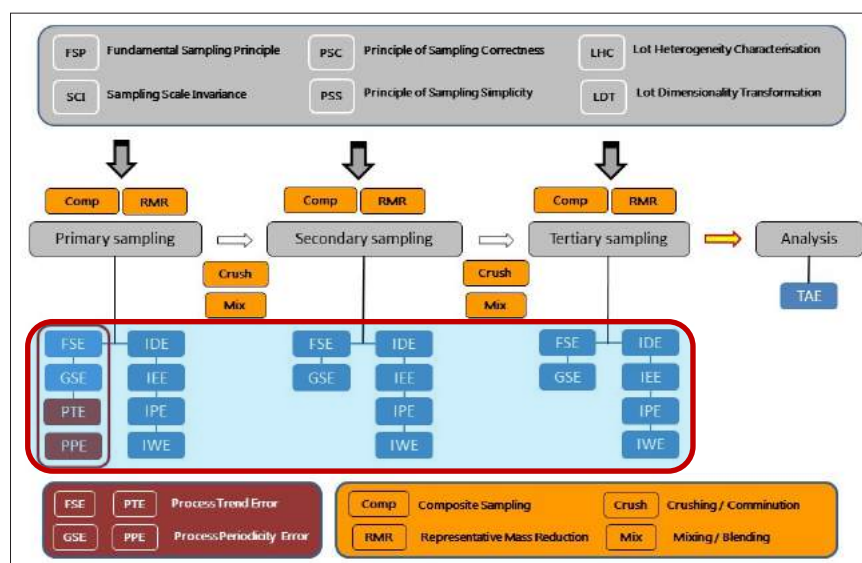 FSP Fundamental Sampling Principle PSC Principle of Sampling Correctness LHC Lot Heterogeneity Characterisation
SCI Sampling Scale Invariance PSS Principle of Sampling Simplicity LDT Lot Dimensionality Transformation
Comp RMR Comp RMR Comp RMR
Primary sampling Secondary sampling Tertiary sampling Analysis
Crush Crush
Mix Mix
TAE
FSE IDE FSE IDE FSE IDE
GSE IEE GSE IEE GSE IEE
PTE IPE IPE IPE
PPE IWE IWE IWE
FSE PTE Process Trend Error Comp Composite Sampling Crush Crushing / Comminution
GSE PPE Process Periodicity Error RMR Representative Mass Reduction Mix Mixing / Blending